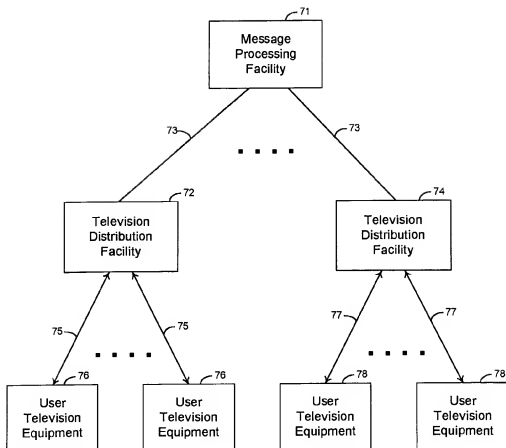 71
Message
Processing
Facility
73
73
72
Television
Distribution
Facility
74
Television
Distribution
Facility
75
75
77
77
76
User
Television
Equipment
76
User
Television
Equipment
78
User
Television
Equipment
78
User
Television
Equipment